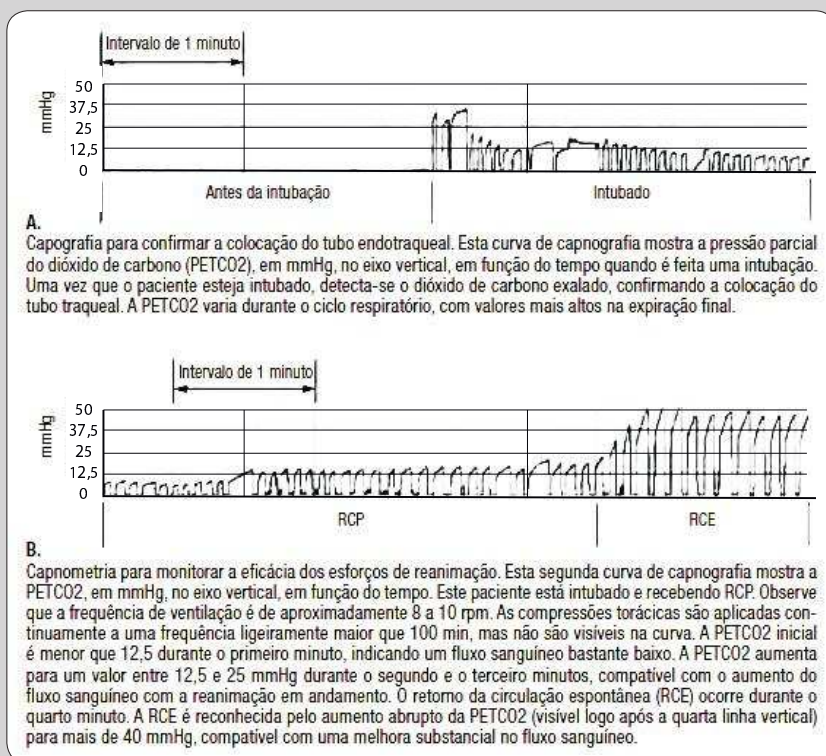 Intervalo de 1 minuto
mmHg
50
37,5
25
12,5
0
Antes da intubação
Intubado
A.
Capografia para confirmar a colocação do tubo endotraqueal. Esta curva de capnografia mostra a pressão parcial
do dióxido de carbono (PETCO2), em mmHg, no eixo vertical, em função do tempo quando é feita uma intubação.
Uma vez que o paciente esteja intubado, detecta-se o dióxido de carbono exalado, confirmando a colocação do
tubo traqueal. A PETCO2 varia durante o ciclo respiratório, com valores mais altos na expiração final.
Intervalo de 1 minuto
mmHg
50
37,5
25
12,5
0
RCP
RCE
B.
Capnometria para monitorar a eficácia dos esforços de reanimação. Esta segunda curva de capnografia mostra a
PETCO2, em mmHg, no eixo vertical, em função do tempo. Este paciente está intubado e recebendo RCP. Observe
que a frequência de ventilação é de aproximadamente 8 a 10 rpm. As compressões torácicas são aplicadas con-
tinuamente a uma frequência ligeiramente maior que 100 min, mas não são visíveis na curva. A PETCO2 inicial
é menor que 12,5 durante o primeiro minuto, indicando um fluxo sanguíneo bastante baixo. A PETCO2 aumenta
para um valor entre 12,5 e 25 mmHg durante o segundo e o terceiro minutos, compatível com o aumento do
fluxo sanguíneo com a reanimação em andamento. O retorno da circulação espontânea (RCE) ocorre durante o
quarto minuto. A RCE é reconhecida pelo aumento abrupto da PETCO2 (visível logo após a quarta linha vertical)
para mais de 40 mmHg, compatível com uma melhora substancial no fluxo sanguíneo.